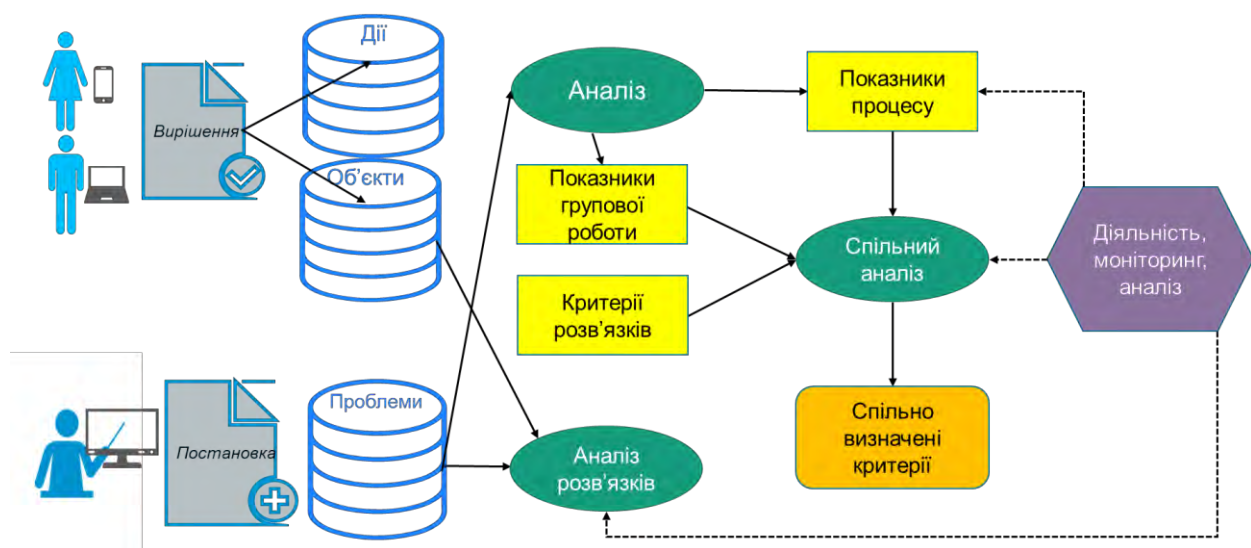 Дії
Вирішення
Об'єкти
Аналіз
Показники
процесу
Показники
групової
роботи
Спільний
аналіз
Діяльність,
моніторинг,
аналіз
Критерії
розв'язків
Проблеми
Постановка
Аналіз
розв'язків
Спільно
визначені
критерії